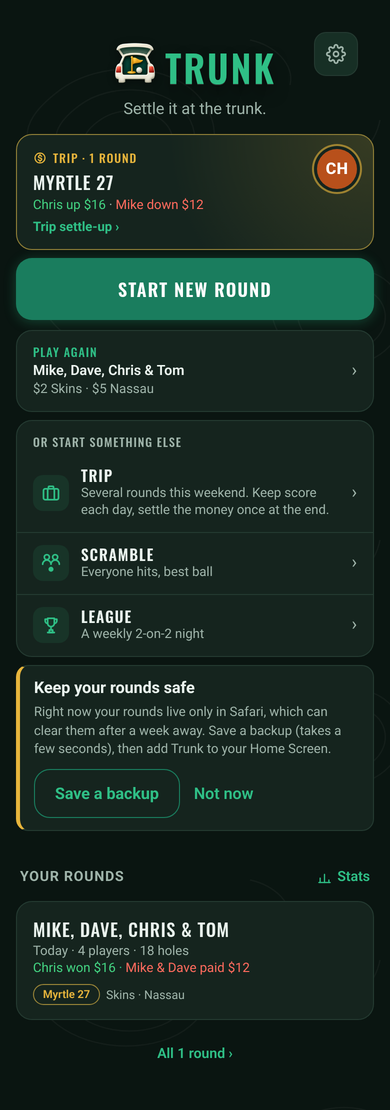 TRUNK
Settle it at the trunk.
TRIP · 1 ROUND
CH
MYRTLE 27
Chris up $16 · Mike down $12
Trip settle-up ›
START NEW ROUND
PLAY AGAIN
Mike, Dave, Chris & Tom
$2 Skins · $5 Nassau
OR START SOMETHING ELSE
TRIP
Several rounds this weekend. Keep score
each day, settle the money once at the end.
SCRAMBLE
Everyone hits, best ball
LEAGUE
A weekly 2-on-2 night
Keep your rounds safe
Right now your rounds live only in Safari, which can
clear them after a week away. Save a backup (takes a
few seconds), then add Trunk to your Home Screen.
Save a backup
Not now
YOUR ROUNDS
Stats
MIKE, DAVE, CHRIS & TOM
Today · 4 players · 18 holes
Chris won $16 · Mike & Dave paid $12
Myrtle 27
Skins · Nassau
All 1 round ›